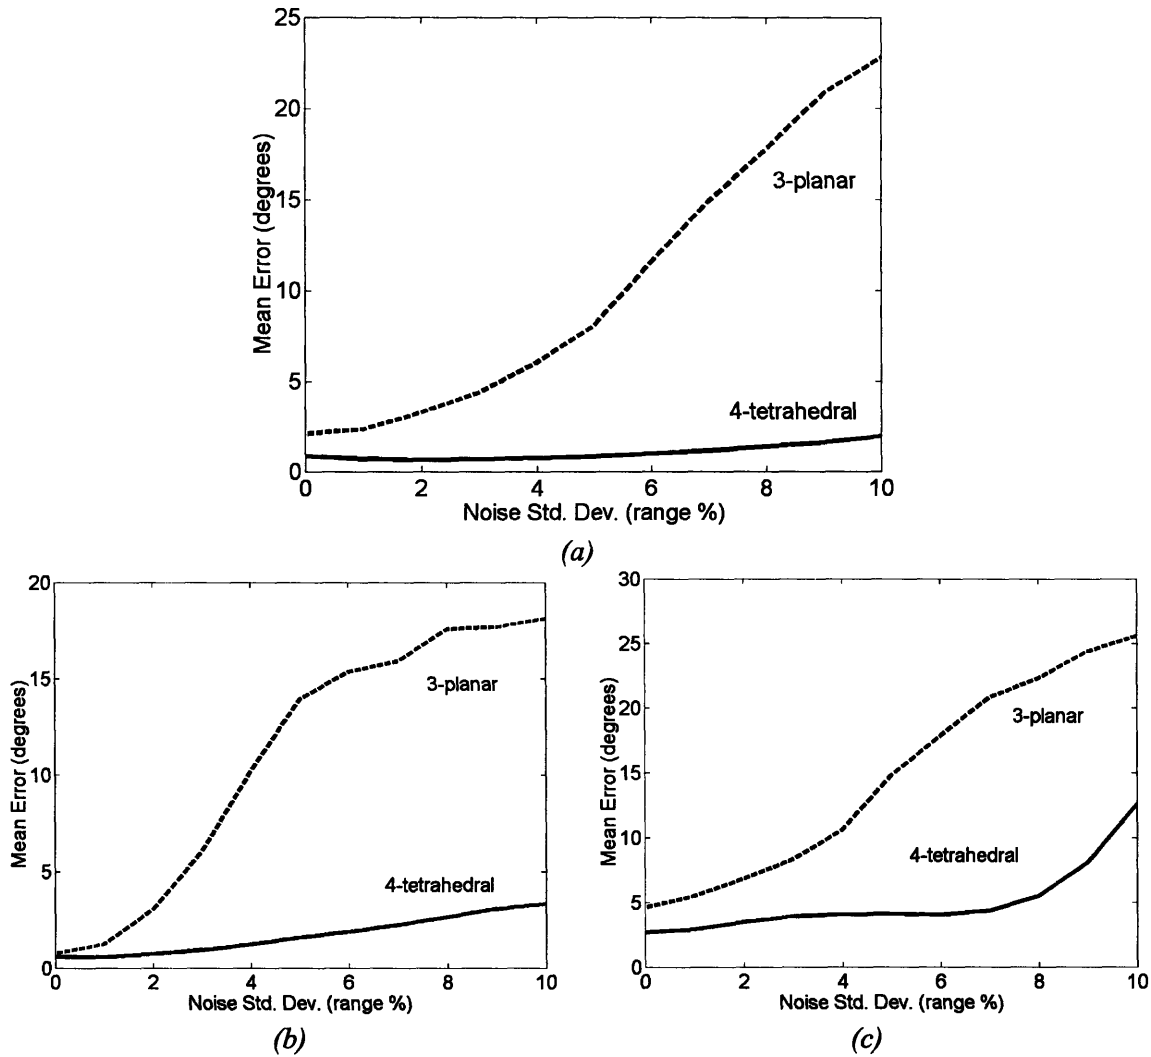 25
20
15
10
5
0
Mean Error (degrees)
3-planar
4-tetrahedral
0 2 4 6 8 10
Noise Std. Dev. (range %)
(a)
20
15
10
5
0
Mean Error (degrees)
3-planar
4-tetrahedral
0 2 4 6 8 10
Noise Std. Dev. (range %)
(b)
30
25
20
15
10
5
0
Mean Error (degrees)
3-planar
4-tetrahedral
0 2 4 6 8 10
Noise Std. Dev. (range %)
(c)